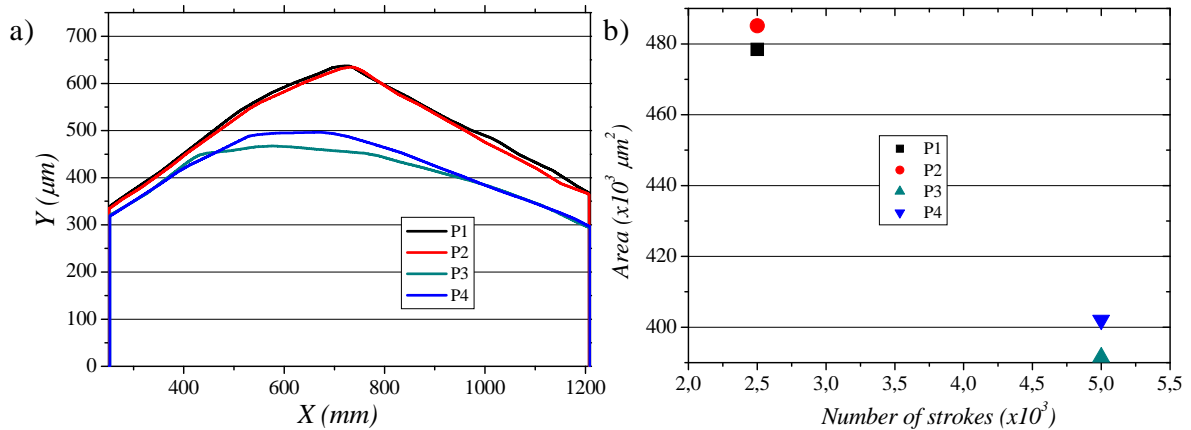 a)
700
600
500
400
300
200
100
0
Y (μm)
400 600 800 1000 1200
X (mm)
P1
P2
P3
P4
b)
480
460
440
420
400
Area (x10³ μm²)
2,0 2,5 3,0 3,5 4,0 4,5 5,0 5,5
Number of strokes (x10³)
P1
P2
P3
P4